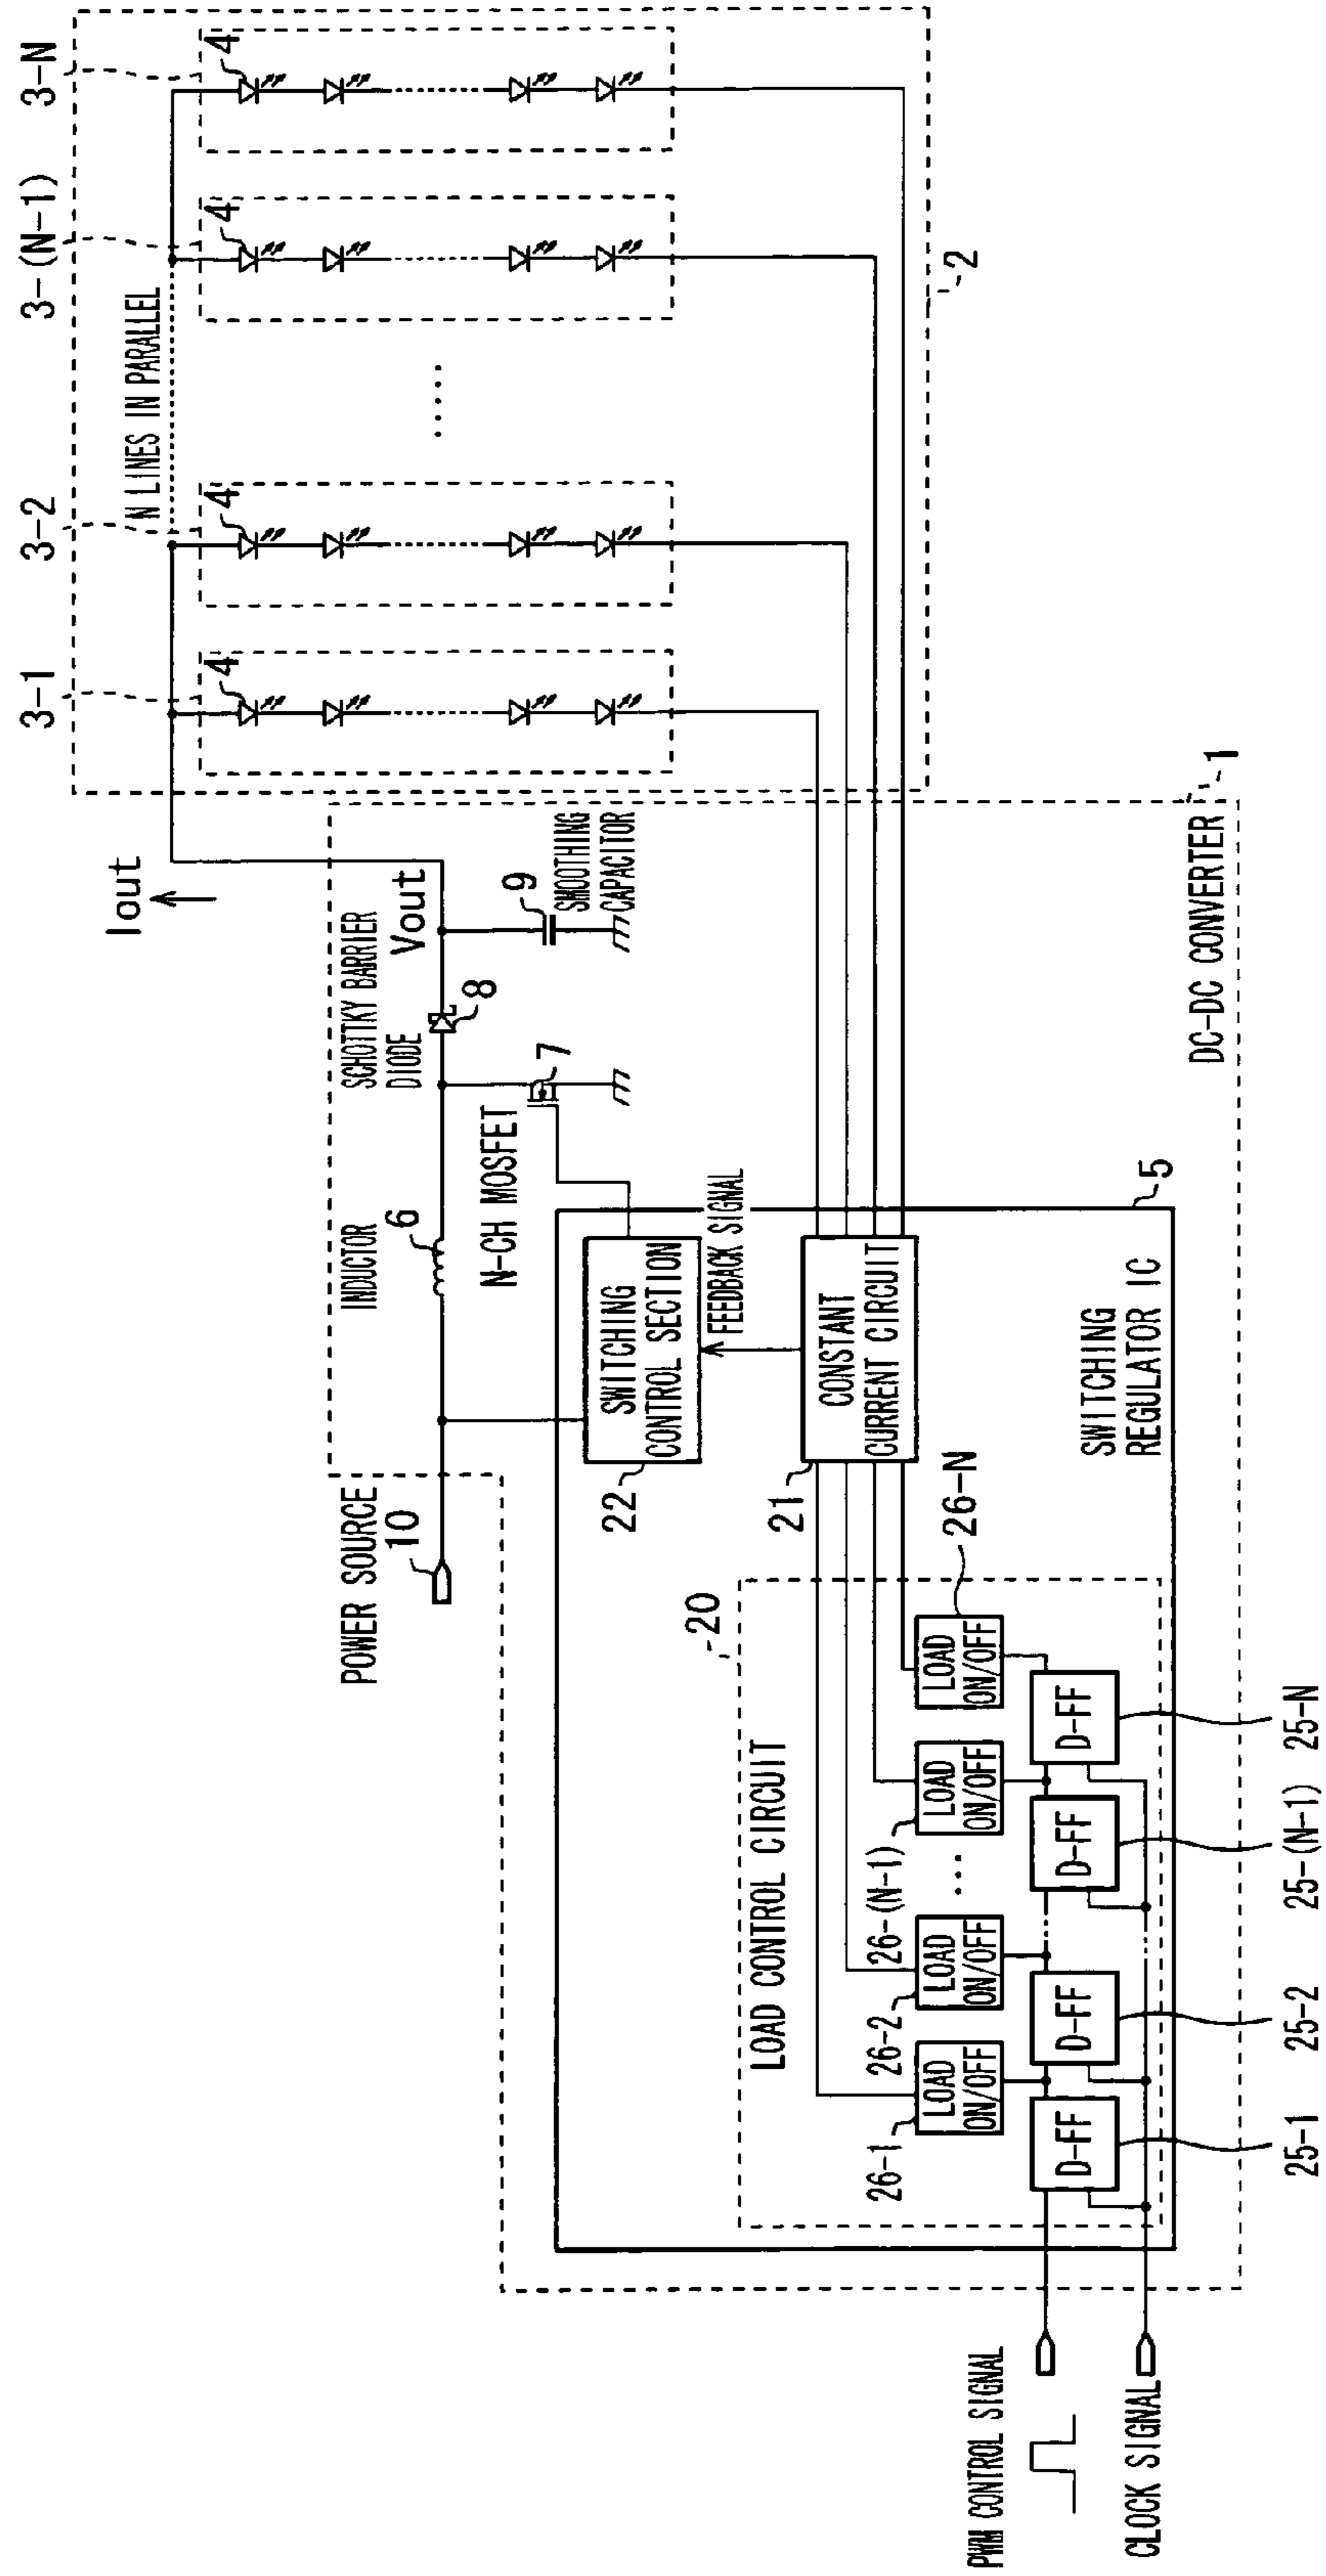 3-1
3-2
3-(N-1)
3-N
N LINES IN PARALLEL
4
4
4
4
2
Iout
POWER SOURCE
10
INDUCTOR
6
SCHOTTKY BARRIER
DIODE
8
Vout
9
SMOOTHING
CAPACITOR
N-CH MOSFET
7
22
SWITCHING
CONTROL SECTION
FEEDBACK SIGNAL
21
CONSTANT
CURRENT CIRCUIT
20
LOAD CONTROL CIRCUIT
26-1
LOAD
ON/OFF
26-2
LOAD
ON/OFF
26-(N-1)
LOAD
ON/OFF
26-N
LOAD
ON/OFF
D-FF
D-FF
D-FF
D-FF
SWITCHING
REGULATOR IC
5
DC-DC CONVERTER
1
PWM CONTROL SIGNAL
CLOCK SIGNAL
25-1
25-2
25-(N-1)
25-N